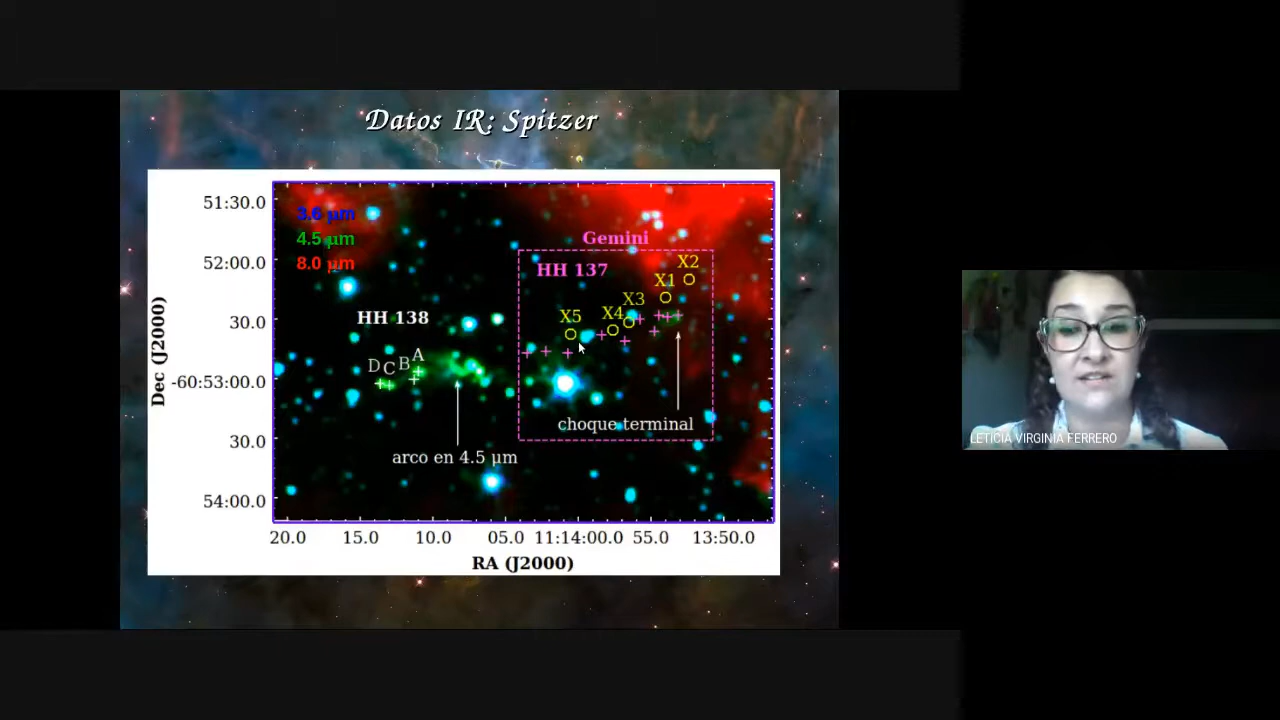 Datos IR: Spitzer
3.6 μm
4.5 μm
8.0 μm
51:30.0
52:00.0
30.0
-60:53:00.0
30.0
54:00.0
Dec (J2000)
Gemini
HH 137
X2
X1
X3
X4
X5
HH 138
D C B A
choque terminal
arco en 4.5 μm
20.0 15.0 10.0 05.0 11:14:00.0 55.0 13:50.0
RA (J2000)
LETICIA VIRGINIA FERRERO